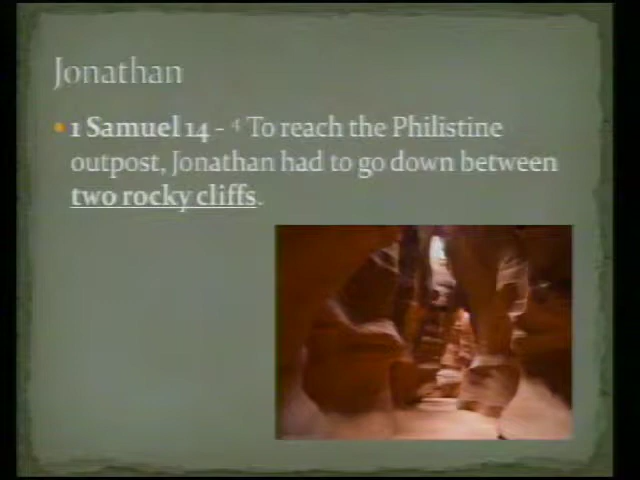 Jonathan
• 1 Samuel 14 - 4 To reach the Philistine
outpost, Jonathan had to go down between
two rocky cliffs.